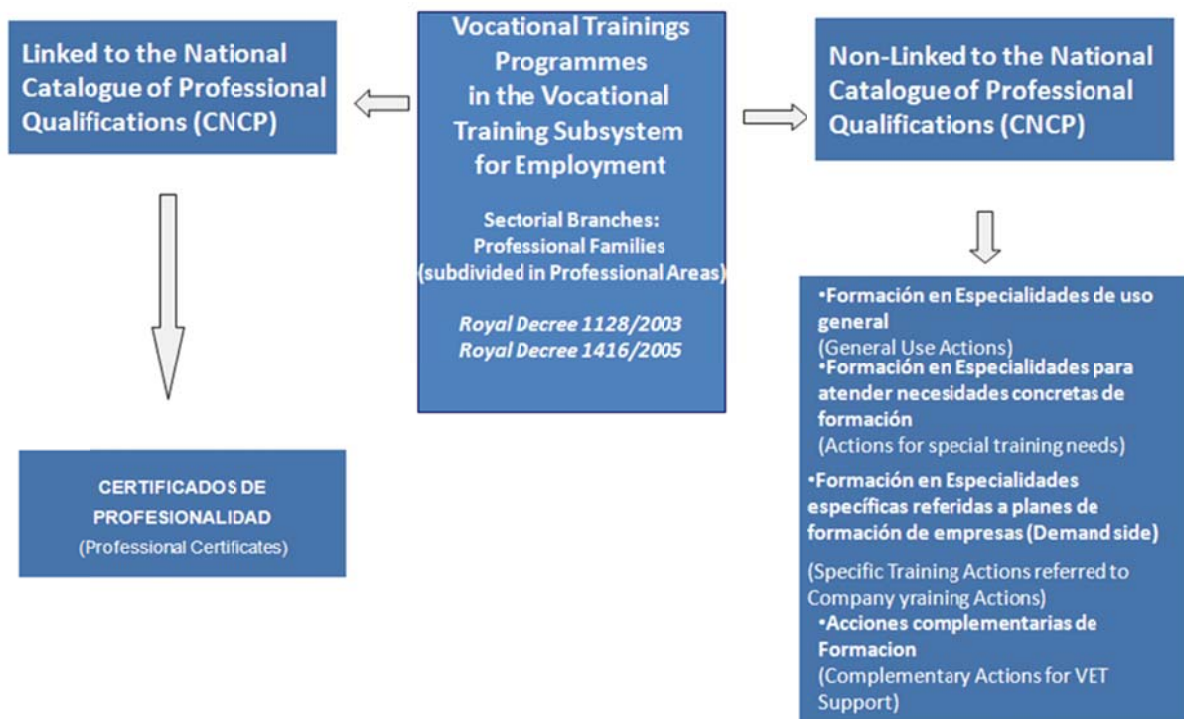 Linked to the National
Catalogue of Professional
Qualifications (CNCP)
Vocational Trainings
Programmes
in the Vocational
Training Subsystem
for Employment
Sectorial Branches:
Professional Families
(subdivided in Professional Areas)
Royal Decree 1128/2003
Royal Decree 1416/2005
Non-Linked to the National
Catalogue of Professional
Qualifications (CNCP)
CERTIFICADOS DE
PROFESIONALIDAD
(Professional Certificates)
•Formación en Especialidades de uso
general
(General Use Actions)
•Formación en Especialidades para
atender necesidades concretas de
formación
(Actions for special training needs)
•Formación en Especialidades
específicas referidas a planes de
formación de empresas (Demand side)
(Specific Training Actions referred to
Company yraining Actions)
•Acciones complementarias de
Formacion
(Complementary Actions for VET
Support)